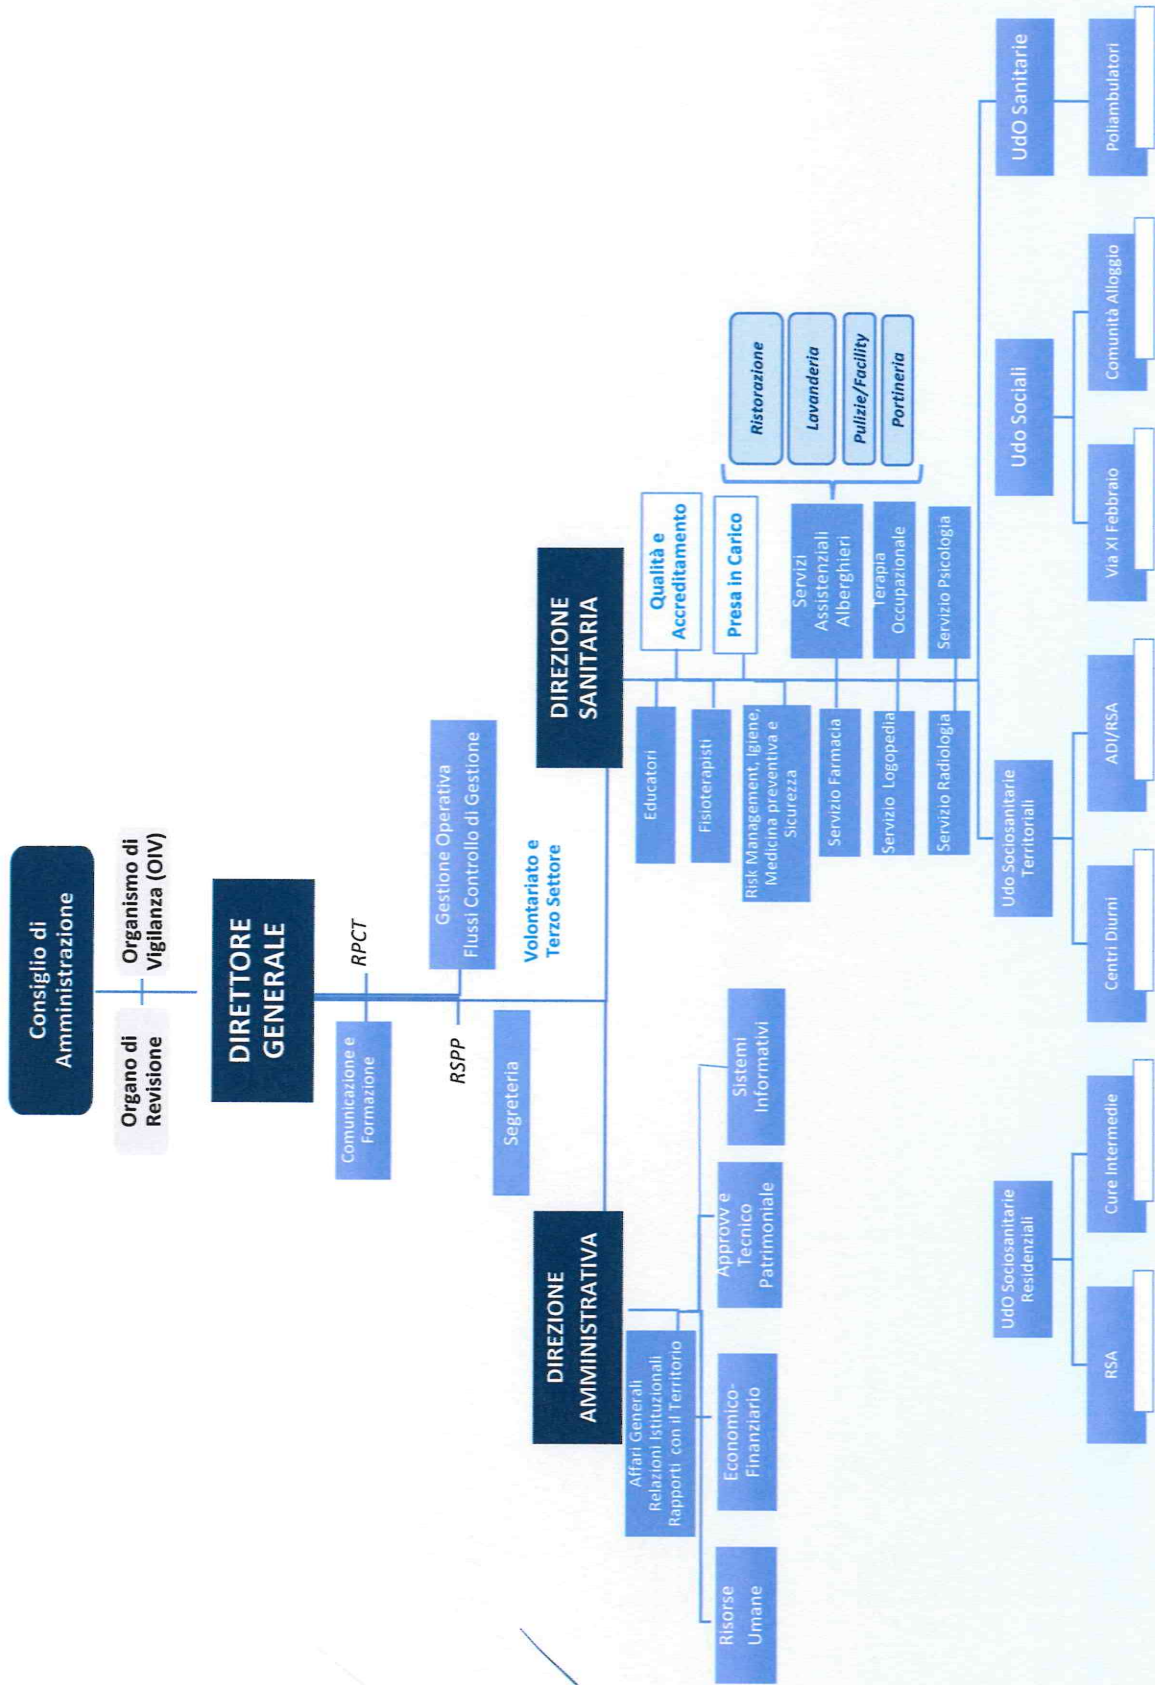 Consiglio di
Amministrazione
Organo di
Revisione
Organismo di
Vigilanza (OIV)
DIRETTORE
GENERALE
Comunicazione e
Formazione
RPCT
RSPP
Gestione Operativa
Flussi Controllo di Gestione
Segreteria
Volontariato e
Terzo Settore
DIREZIONE
AMMINISTRATIVA
DIREZIONE
SANITARIA
Affari Generali
Relazioni Istituzionali
Rapporti con il Territorio
Risorse
Umane
Economico-
Finanziario
Approvv e
Tecnico
Patrimoniale
Sistemi
Informativi
Educatori
Qualità e
Accreditamento
Fisioterapisti
Presa in Carico
Risk Management, Igiene,
Medicina preventiva e
Sicurezza
Servizio Farmacia
Servizi
Assistenziali
Alberghieri
Ristorazione
Lavanderia
Pulizie/Facility
Portineria
Servizio Logopedia
Terapia
Occupazionale
Servizio Radiologia
Servizio Psicologia
UdO Sociosanitarie
Residenziali
Udo Sociosanitarie
Territoriali
Udo Sociali
UdO Sanitarie
RSA
Cure Intermedie
Centri Diurni
ADI/RSA
Via XI Febbraio
Comunità Alloggio
Poliambulatori